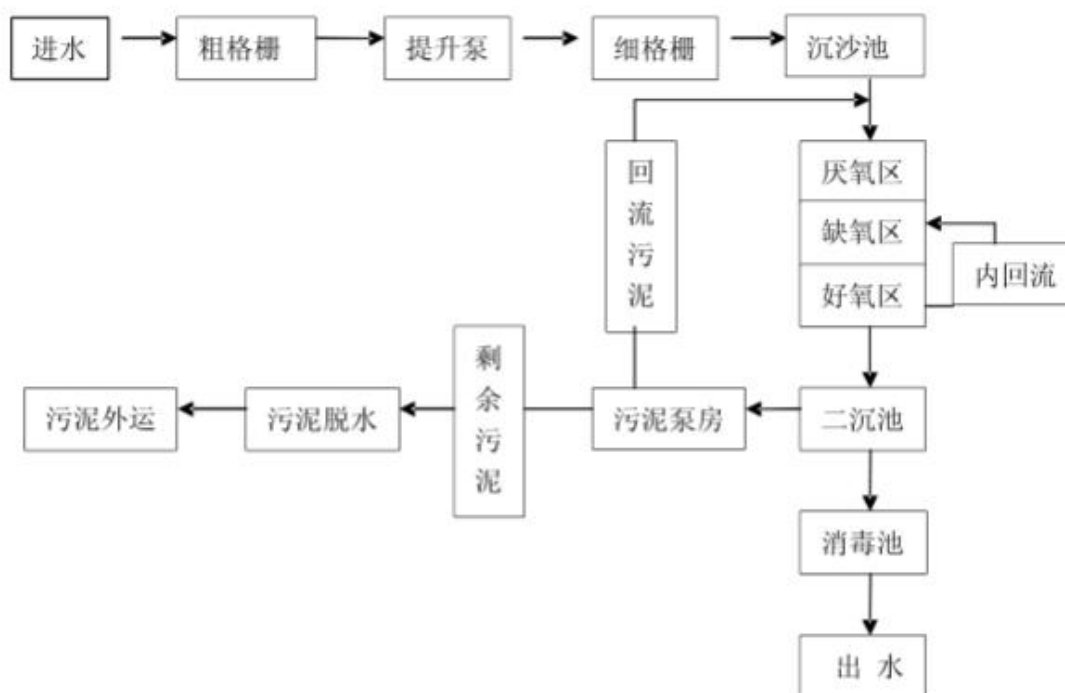 进水
粗格栅
提升泵
细格栅
沉沙池
回流污泥
厌氧区
缺氧区
内回流
好氧区
剩余污泥
污泥外运
污泥脱水
污泥泵房
二沉池
消毒池
出 水